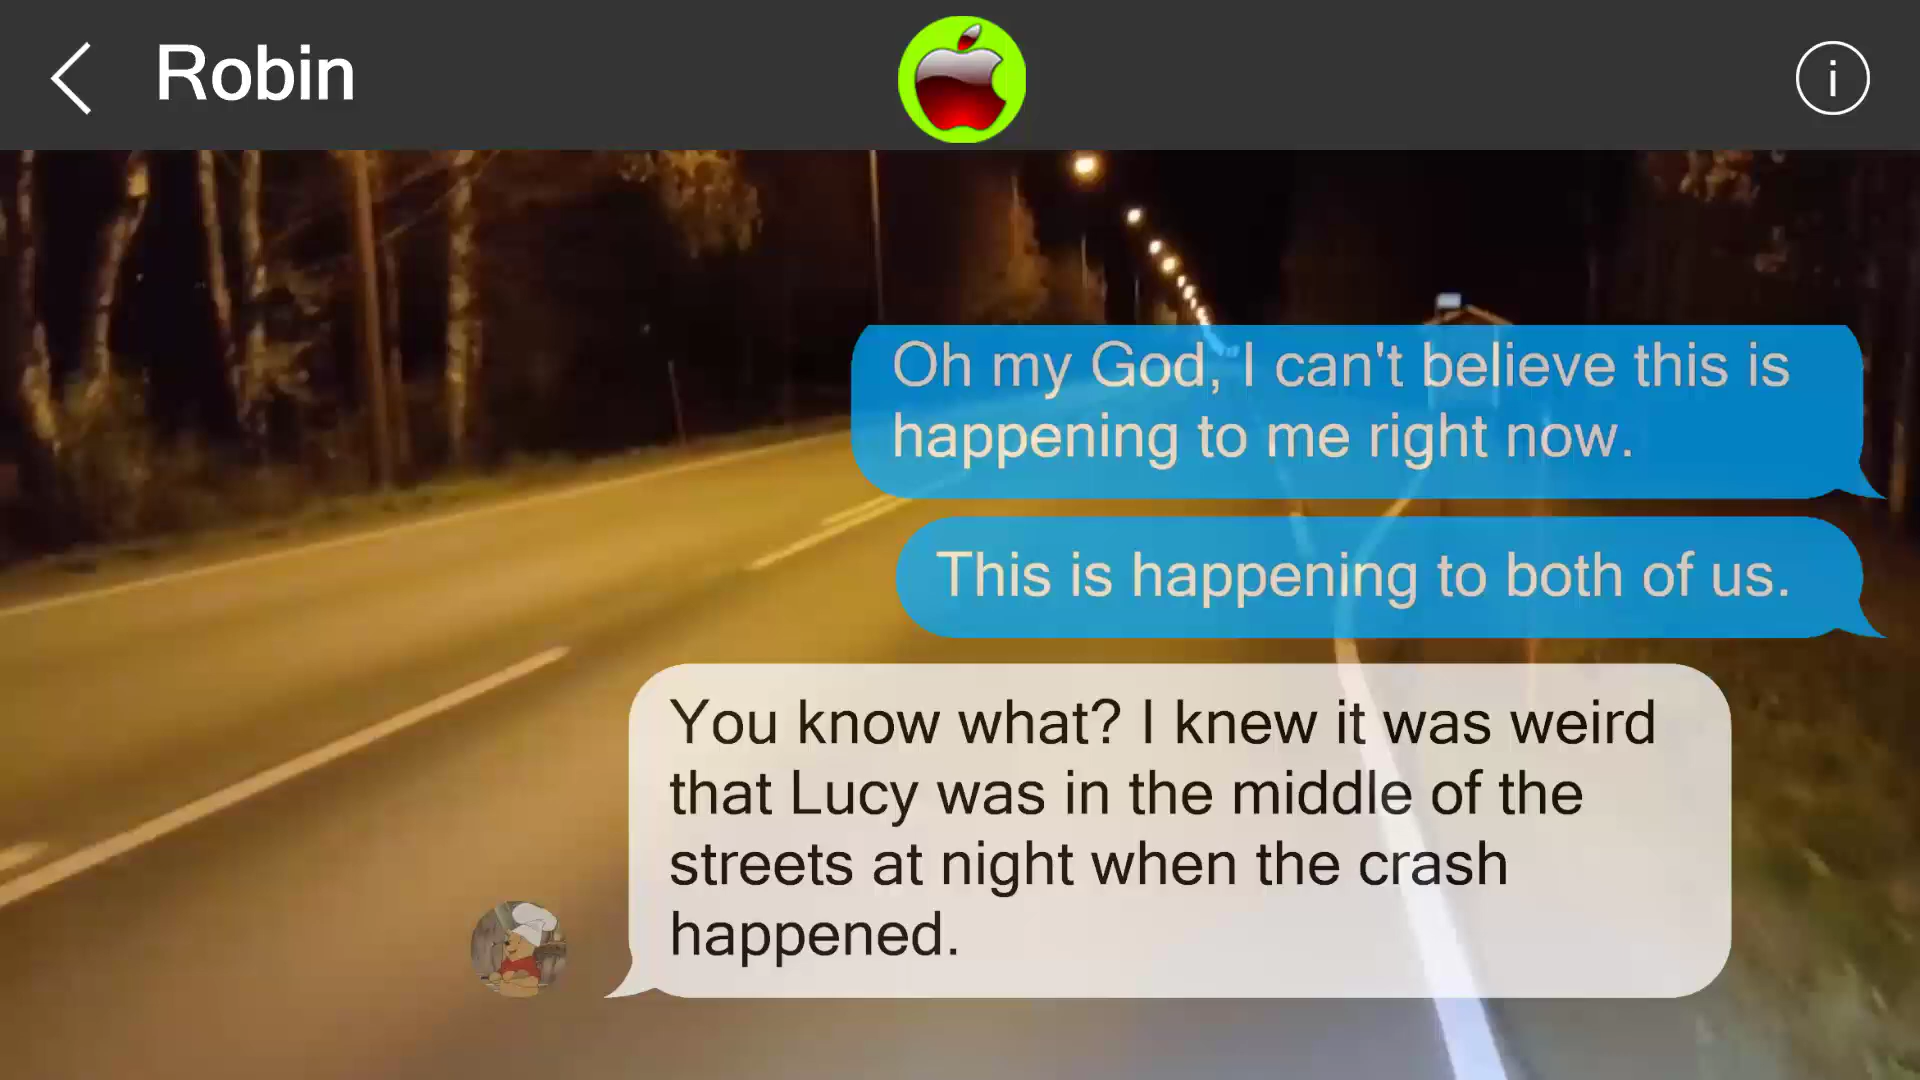 Robin
i
Oh my God, I can't believe this is
happening to me right now.
This is happening to both of us.
You know what? I knew it was weird
that Lucy was in the middle of the
streets at night when the crash
happened.